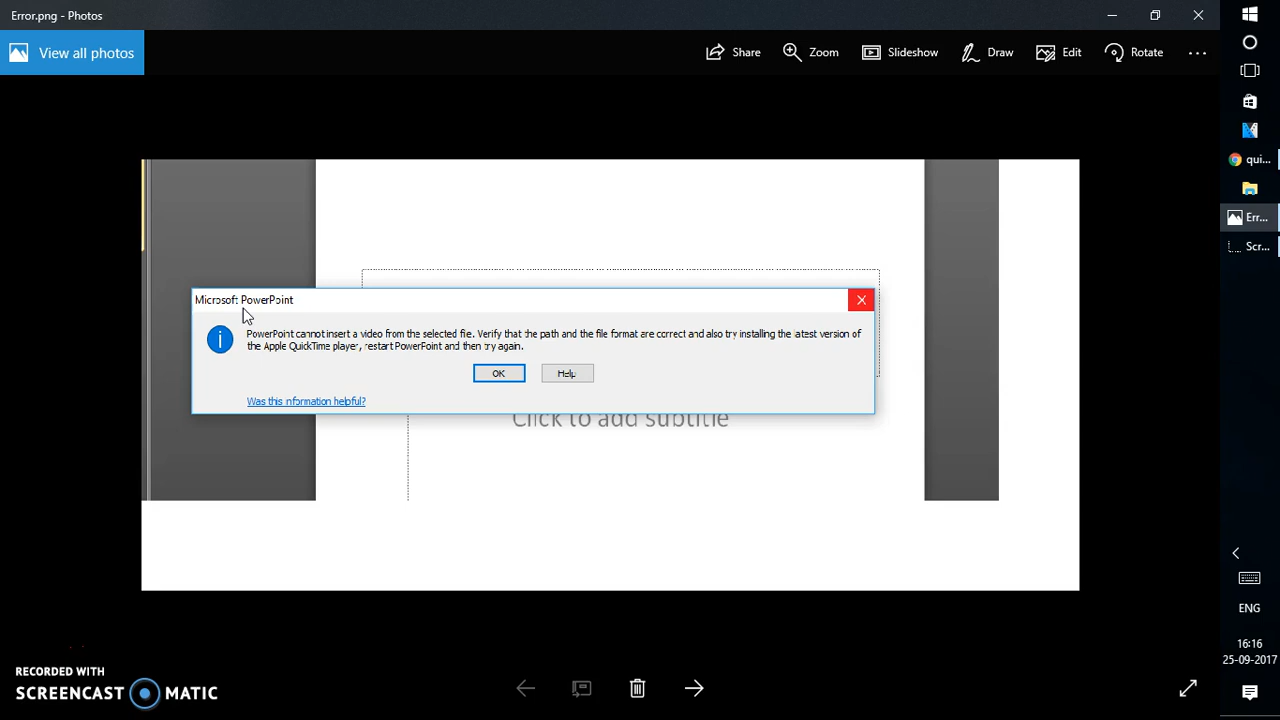 Error.png - Photos
View all photos
Share
Zoom
Slideshow
Draw
Edit
Rotate
Microsoft PowerPoint
PowerPoint cannot insert a video from the selected file. Verify that the path and the file format are correct and also try installing the latest version of
the Apple QuickTime player, restart PowerPoint and then try again.
OK
Help
Was this information helpful?
Click to add subtitle
qui...
Err...
Scr...
ENG
16:16
25-09-2017
RECORDED WITH
SCREENCAST MATIC